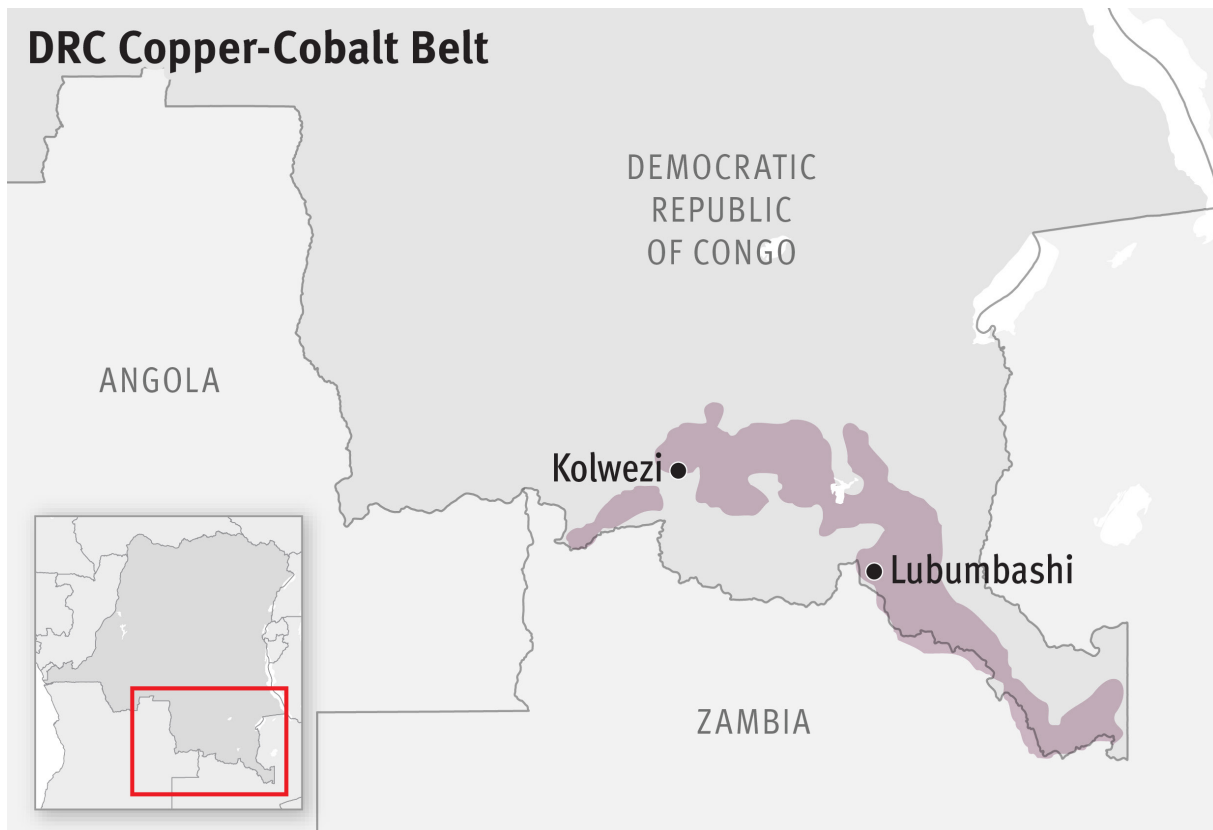 DRC Copper-Cobalt Belt
DEMOCRATIC
REPUBLIC
OF CONGO
ANGOLA
Kolwezi
Lubumbashi
ZAMBIA